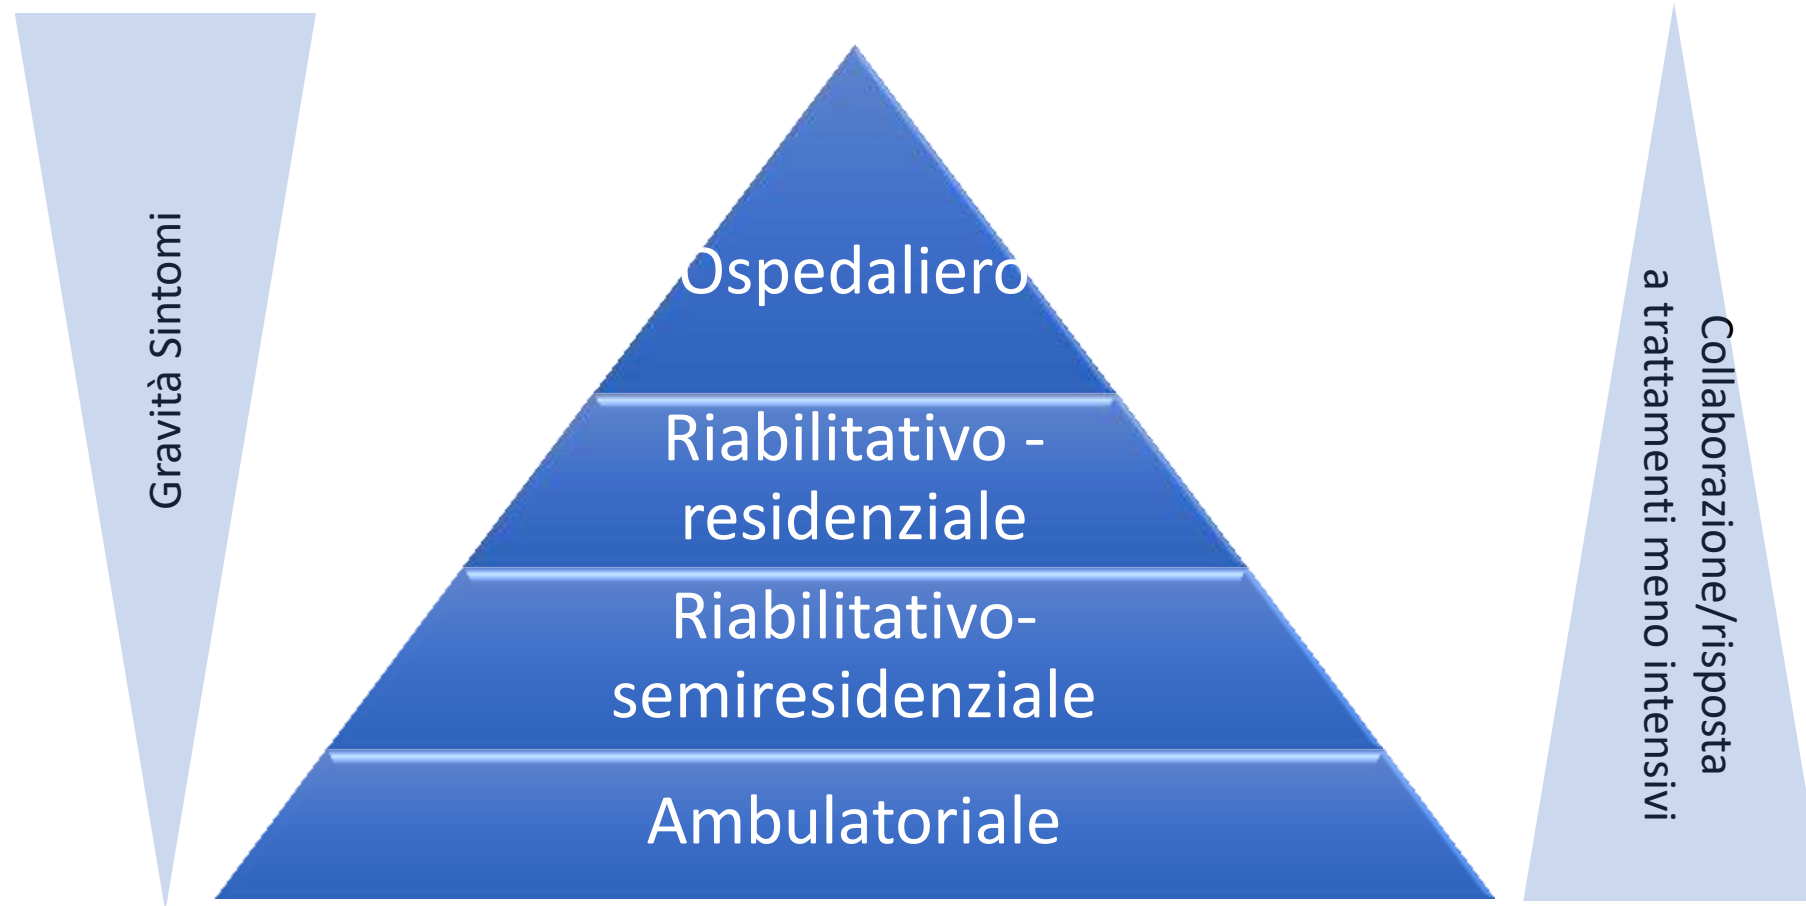 Gravità Sintomi
Ospedaliero
Riabilitativo -
residenziale
Riabilitativo-
semiresidenziale
Ambulatoriale
Collaborazione/risposta
a trattamenti meno intensivi